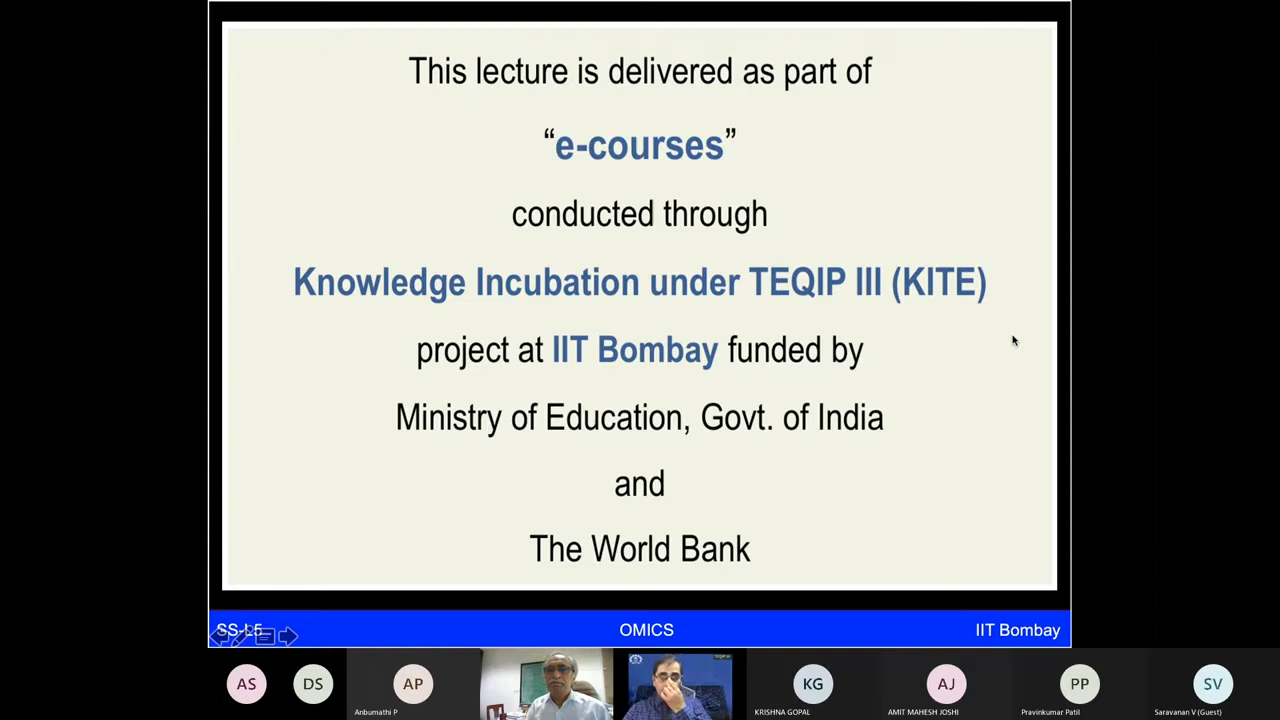 This lecture is delivered as part of
“e-courses”
conducted through
Knowledge Incubation under TEQIP III (KITE)
project at IIT Bombay funded by
Ministry of Education, Govt. of India
and
The World Bank
SS-L5 OMICS IIT Bombay
AS DS AP KG AJ PP SV
Anbumathi P KRISHNA GOPAL AMIT MAHESH JOSHI Pravinkumar Patil Saravanan V (Guest)